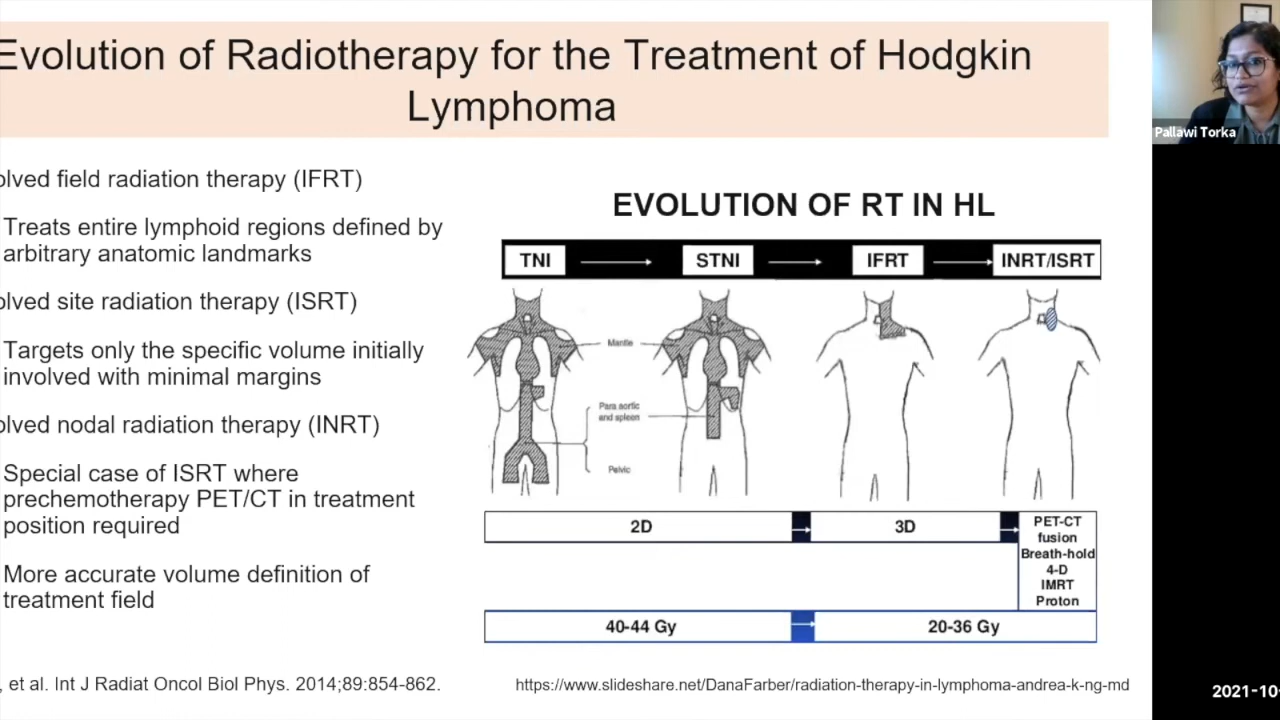 Evolution of Radiotherapy for the Treatment of Hodgkin
Lymphoma
Pallawi Torka
olved field radiation therapy (IFRT)
Treats entire lymphoid regions defined by
arbitrary anatomic landmarks
olved site radiation therapy (ISRT)
Targets only the specific volume initially
involved with minimal margins
olved nodal radiation therapy (INRT)
Special case of ISRT where
prechemotherapy PET/CT in treatment
position required
More accurate volume definition of
treatment field
EVOLUTION OF RT IN HL
TNI STNI IFRT INRT/ISRT
Mantle
Para aortic
and spleen
Pelvic
2D 3D
PET-CT
fusion
Breath-hold
4-D
IMRT
Proton
40-44 Gy 20-36 Gy
, et al. Int J Radiat Oncol Biol Phys. 2014;89:854-862.
https://www.slideshare.net/DanaFarber/radiation-therapy-in-lymphoma-andrea-k-ng-md
2021-10